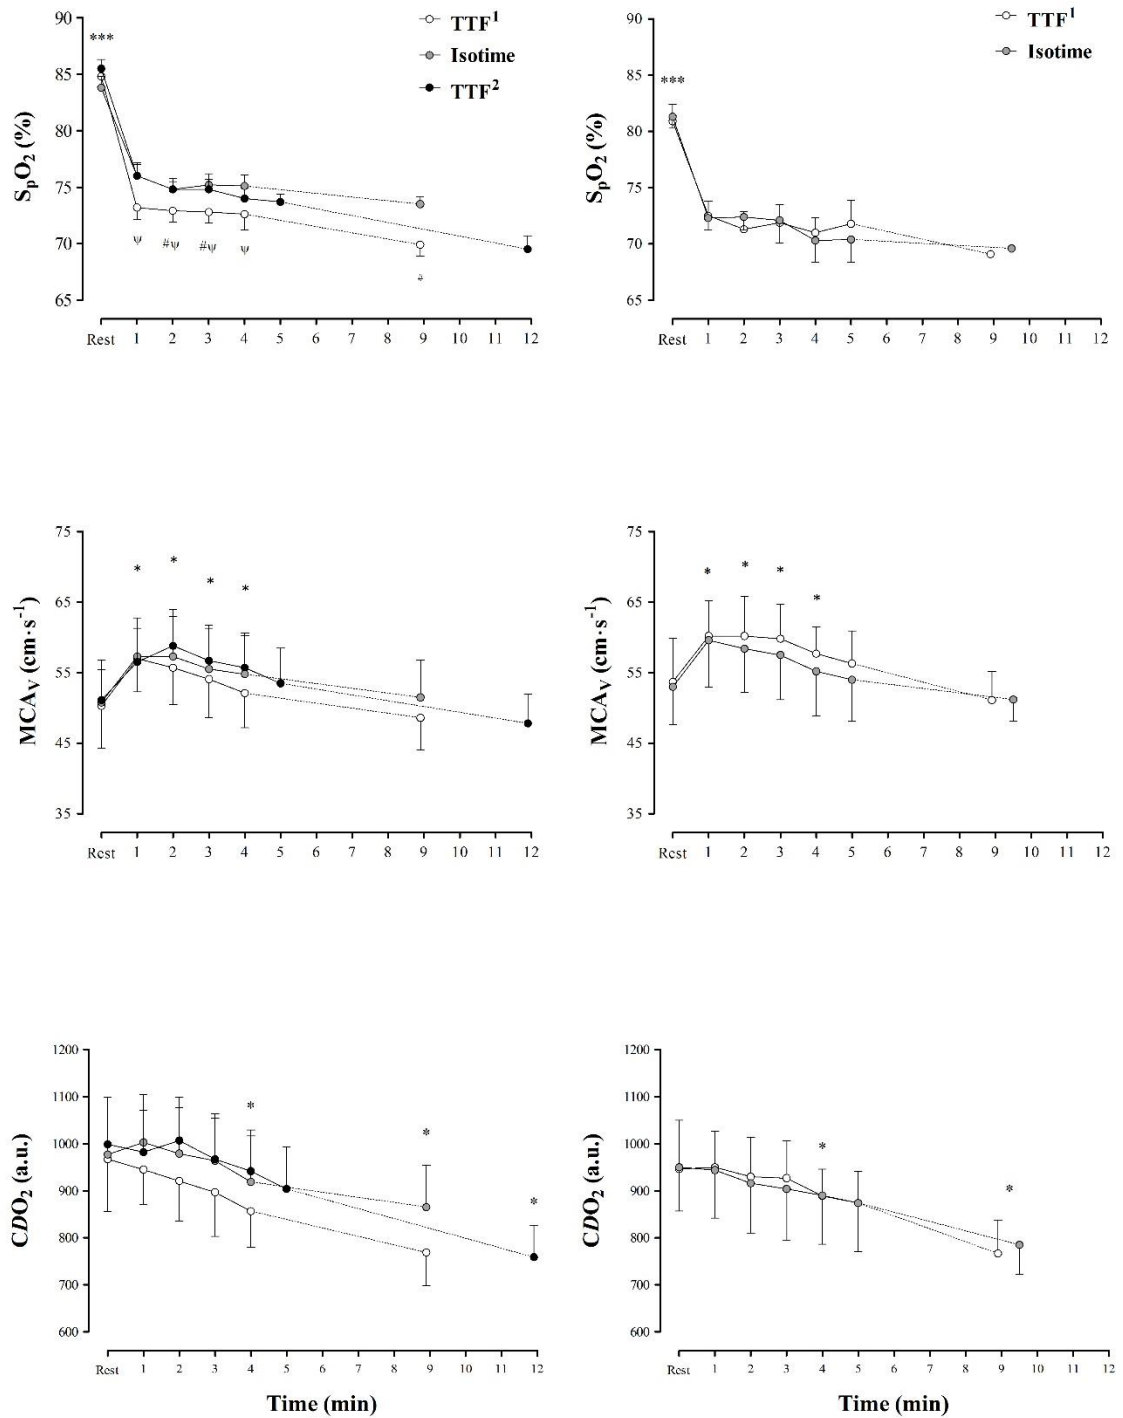 90
85
80
75
70
65
SpO2 (%)
***
TTF1
Isotime
TTF2
ψ #ψ #ψ ψ
#
Rest 1 2 3 4 5 6 7 8 9 10 11 12
90
85
80
75
70
65
SpO2 (%)
***
TTF1
Isotime
Rest 1 2 3 4 5 6 7 8 9 10 11 12
75
65
55
45
35
MCAV (cm·s-1)
* * * *
Rest 1 2 3 4 5 6 7 8 9 10 11 12
75
65
55
45
35
MCAV (cm·s-1)
* * * *
Rest 1 2 3 4 5 6 7 8 9 10 11 12
1200
1100
1000
900
800
700
600
CDO2 (a.u.)
* * *
Rest 1 2 3 4 5 6 7 8 9 10 11 12
Time (min)
1200
1100
1000
900
800
700
600
CDO2 (a.u.)
* *
Rest 1 2 3 4 5 6 7 8 9 10 11 12
Time (min)